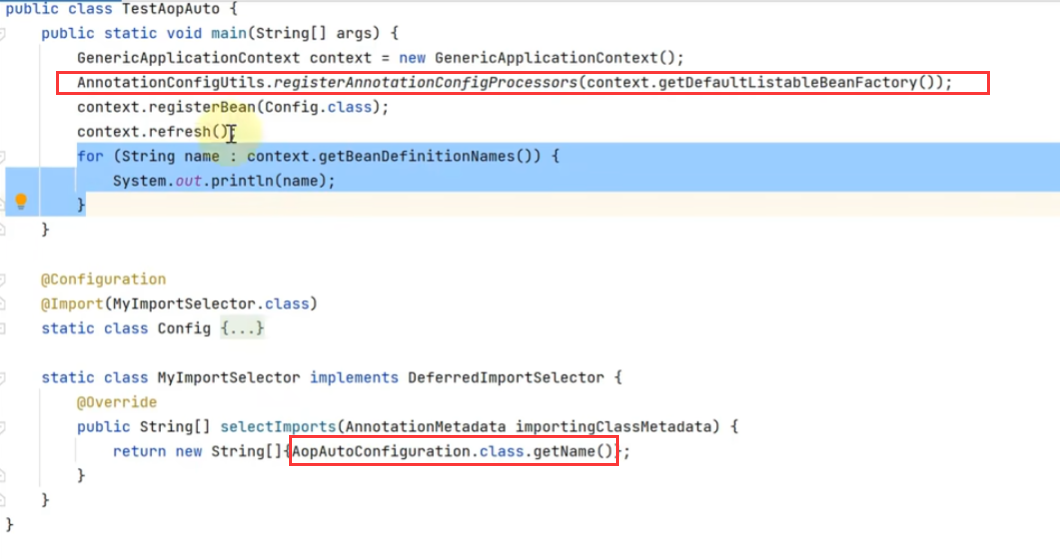 public class TestAopAuto {
public static void main(String[] args) {
GenericApplicationContext context = new GenericApplicationContext();
AnnotationConfigUtils.registerAnnotationConfigProcessors(context.getDefaultListableBeanFactory());
context.registerBean(Config.class);
context.refresh();
for (String name : context.getBeanDefinitionNames()) {
System.out.println(name);
}
}
@Configuration
@Import(MyImportSelector.class)
static class Config {...}
static class MyImportSelector implements DeferredImportSelector {
@Override
public String[] selectImports(AnnotationMetadata importingClassMetadata) {
return new String[]{AopAutoConfiguration.class.getName()};
}
}
}